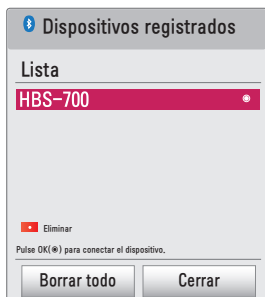 Dispositivos registrados
Lista
HBS-700
Eliminar
Pulse OK(◉) para conectar el dispositivo.
Borrar todo Cerrar